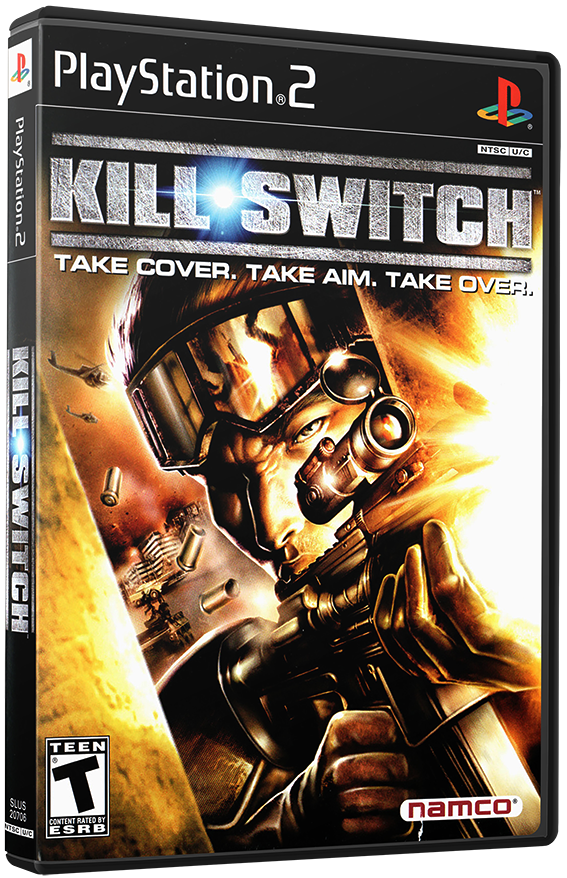 PlayStation®2
NTSC U/C
KILL SWITCH™
TAKE COVER. TAKE AIM. TAKE OVER.
TEEN
T
CONTENT RATED BY
ESRB
namco®
PlayStation®2
KILL SWITCH
SLUS
20706
NTSC U/C